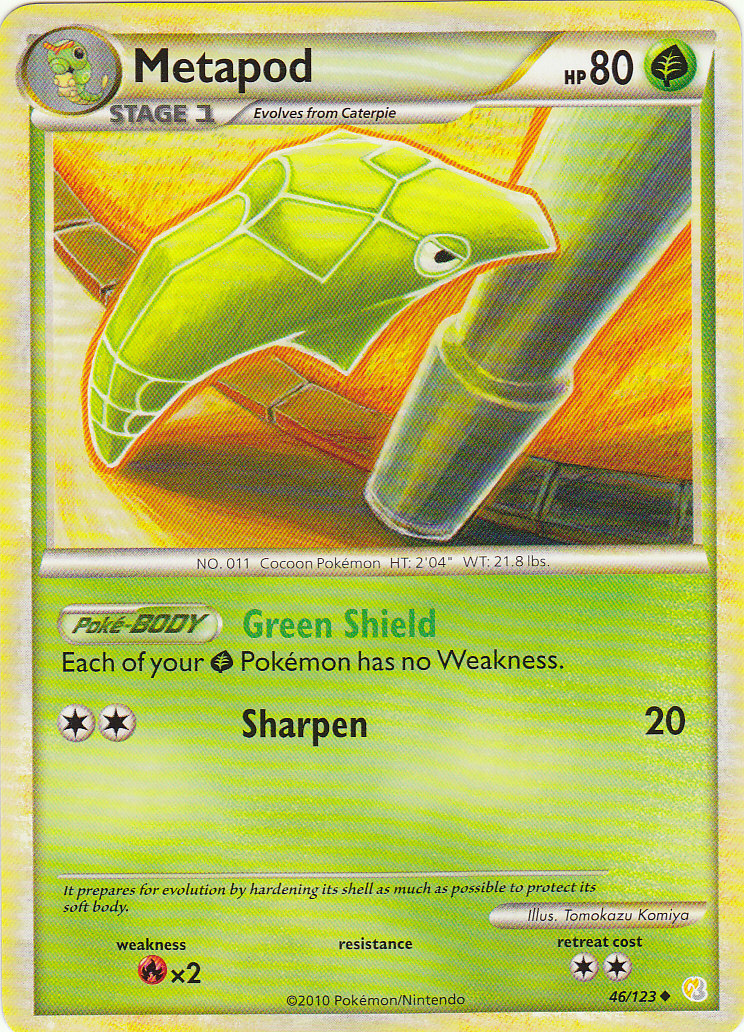 Metapod
HP 80
STAGE 1
Evolves from Caterpie
NO. 011 Cocoon Pokémon HT: 2'04" WT: 21.8 lbs.
Poké-BODY Green Shield
Each of your Pokémon has no Weakness.
Sharpen 20
It prepares for evolution by hardening its shell as much as possible to protect its
soft body.
Illus. Tomokazu Komiya
weakness resistance retreat cost
×2
©2010 Pokémon/Nintendo
46/123